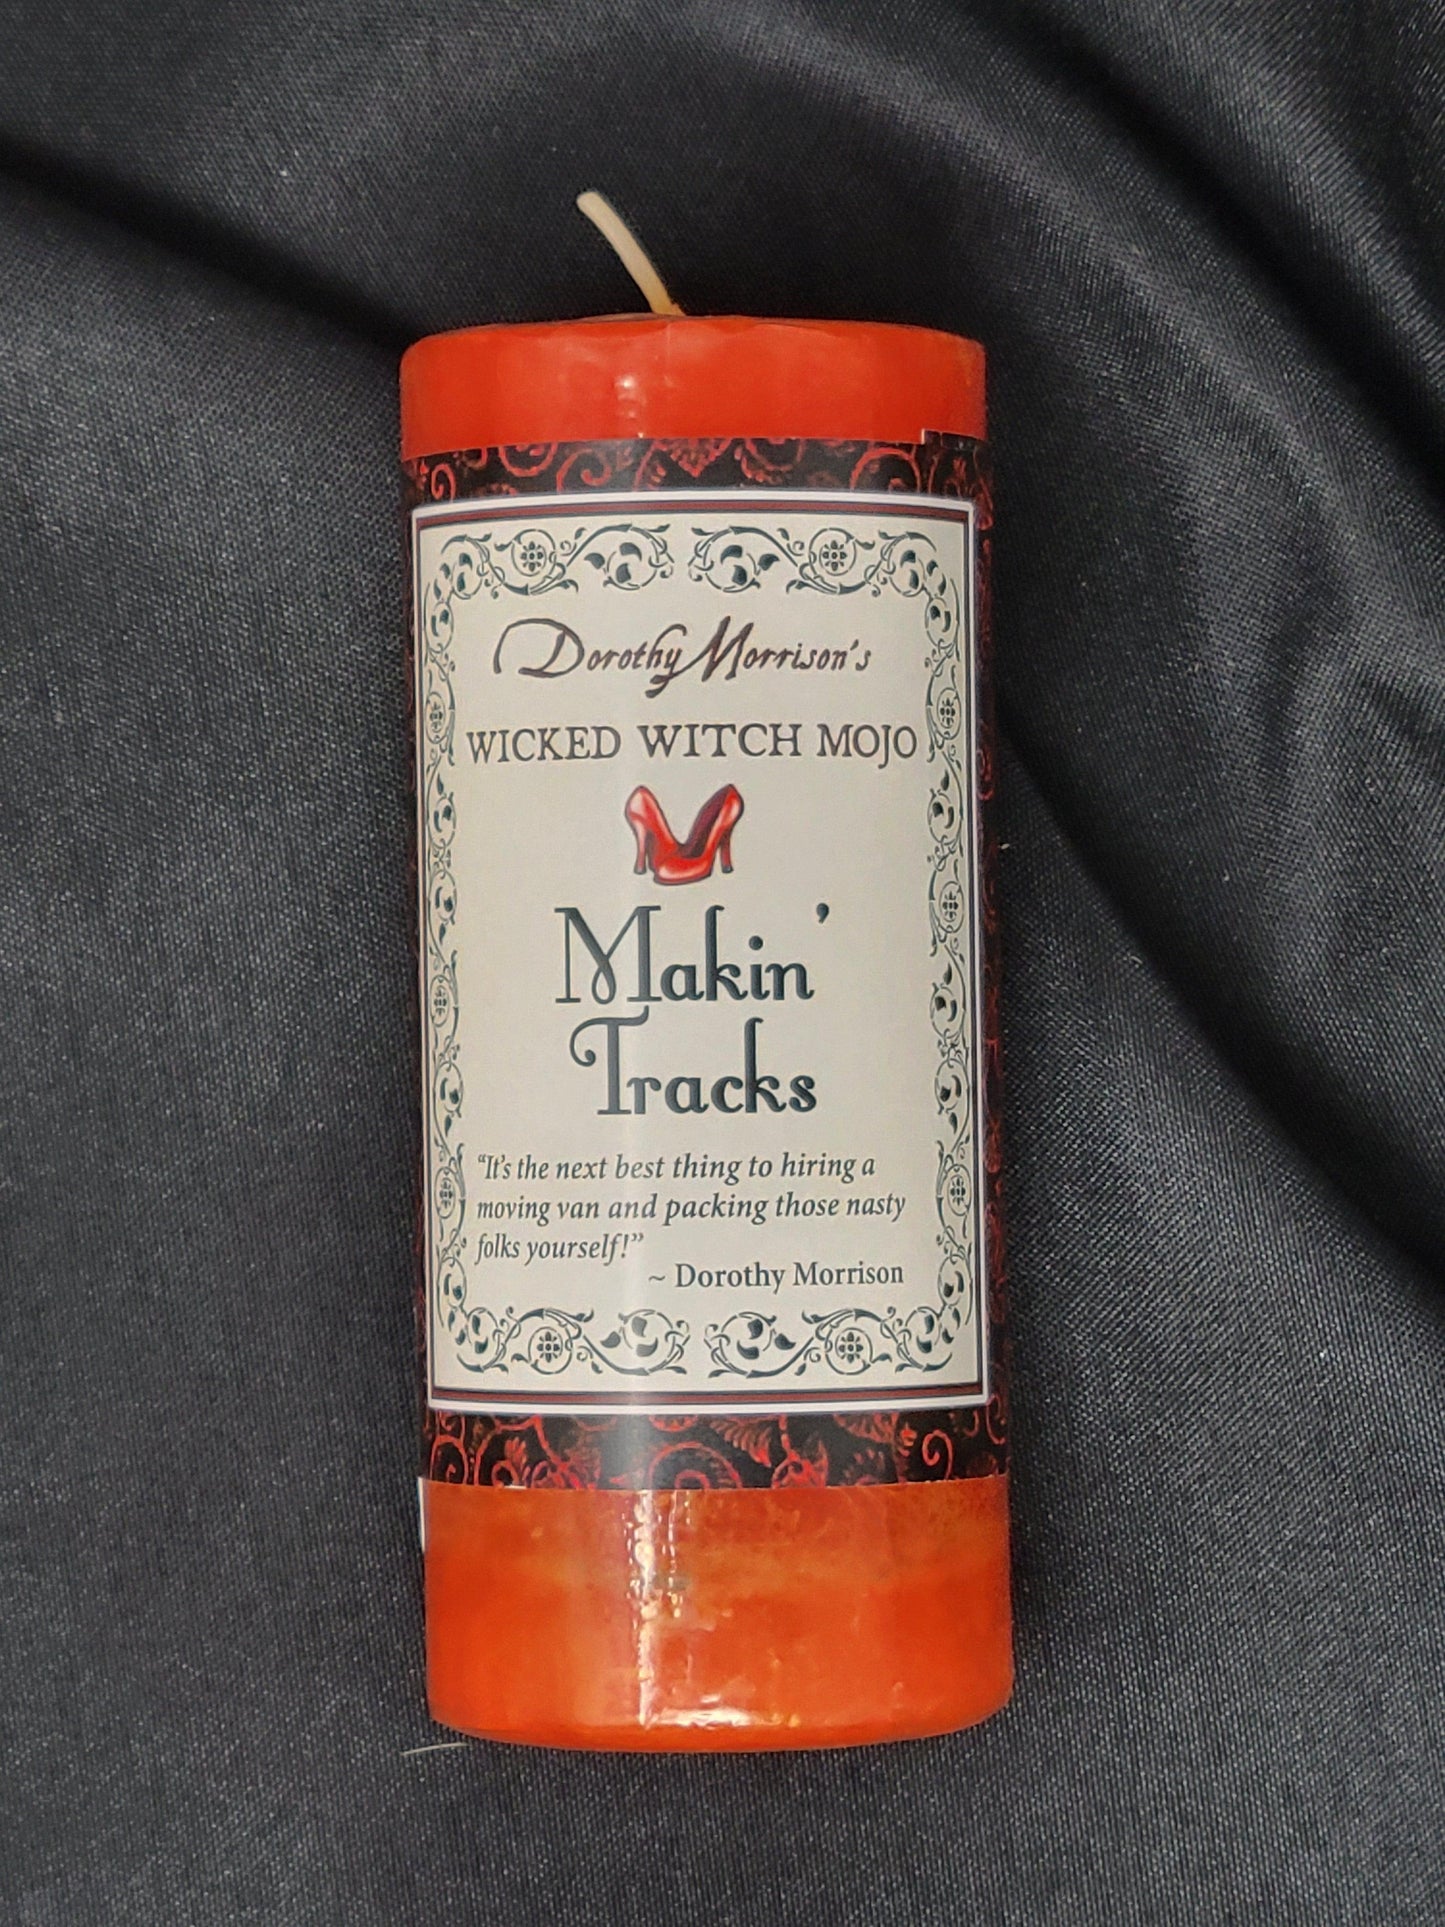 Dorothy Morrison's
WICKED WITCH MOJO
Makin'
Tracks
“It's the next best thing to hiring a
moving van and packing those nasty
folks yourself!”
~ Dorothy Morrison